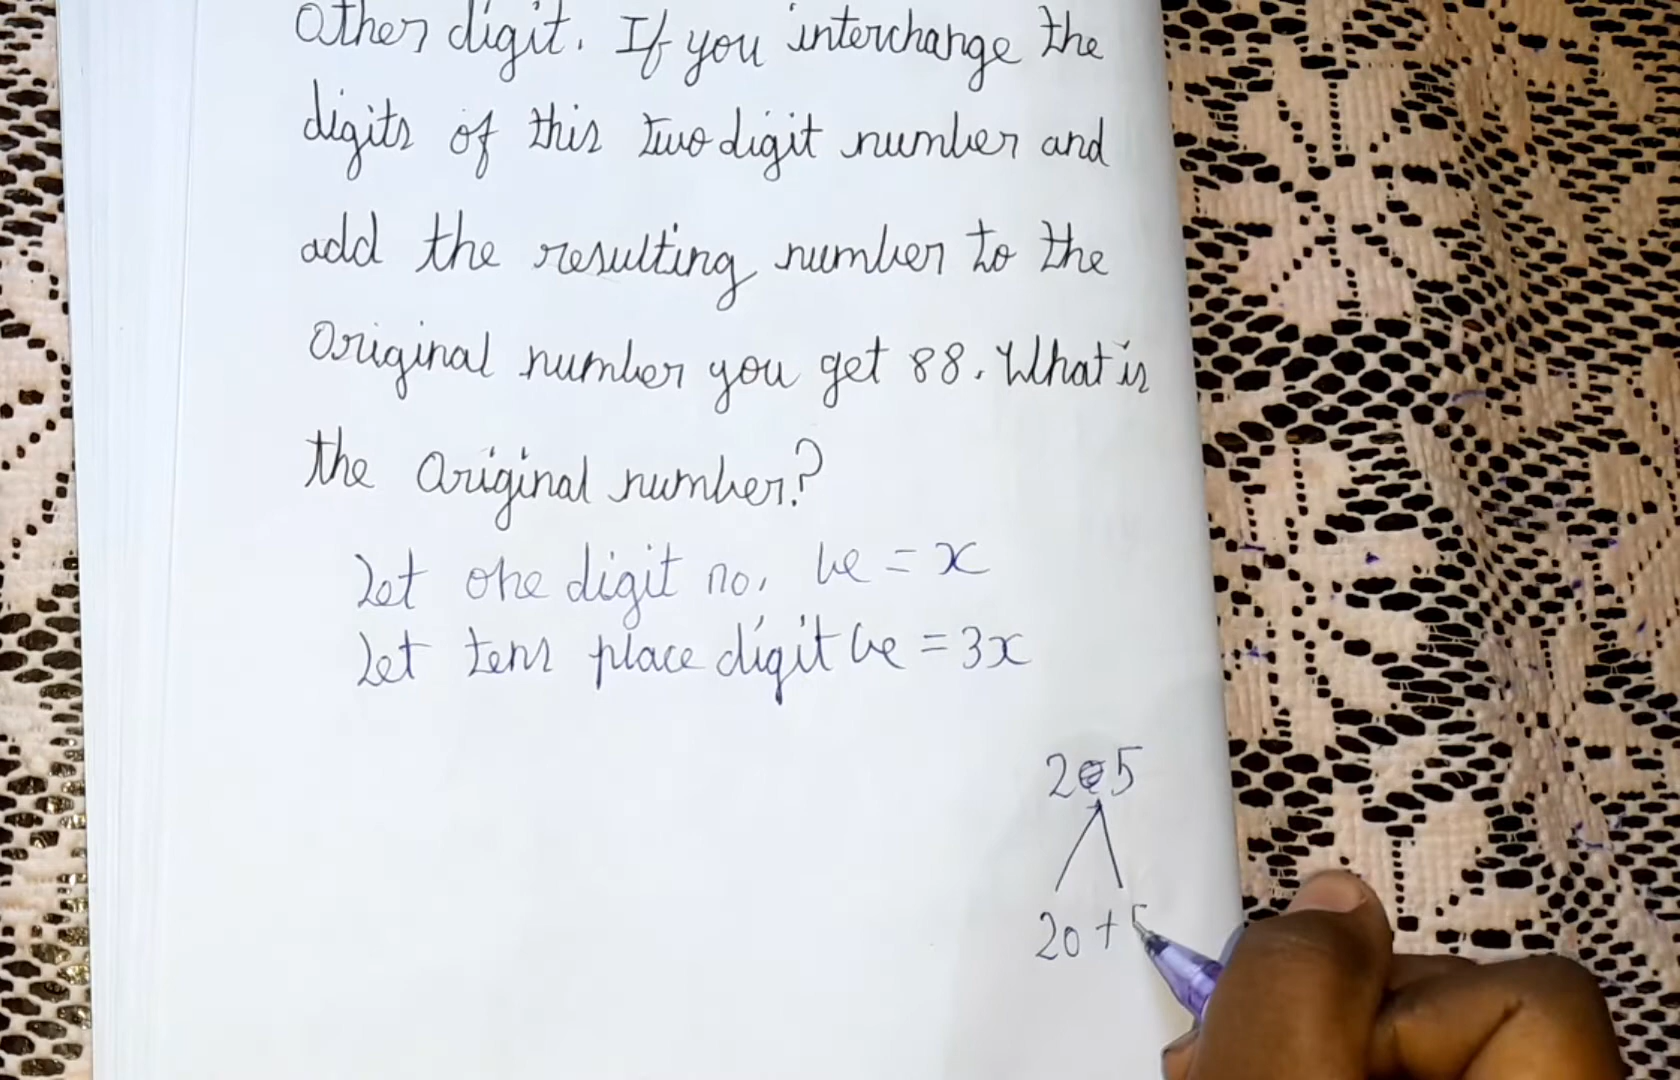 other digit. If you interchange the
digits of this two digit number and
add the resulting number to the
original number you get 88. What is
the original number?
Let one digit no. be = x
Let tens place digit be = 3x
25
20 + 5